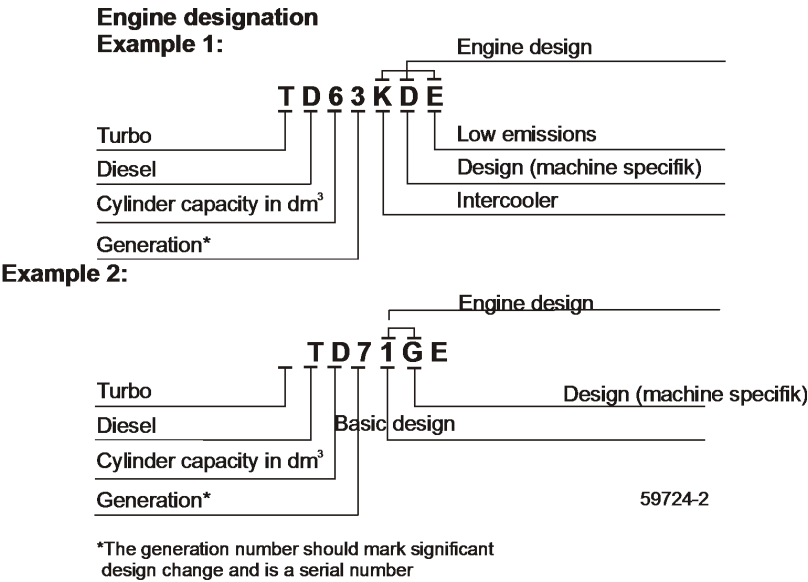 Engine designation
Example 1:
Engine design
TD63KDE
Turbo
Low emissions
Diesel
Design (machine specifik)
Cylinder capacity in dm³
Intercooler
Generation*
Example 2:
Engine design
TD71GE
Turbo
Design (machine specifik)
Diesel
Basic design
Cylinder capacity in dm³
Generation*
59724-2
*The generation number should mark significant
design change and is a serial number